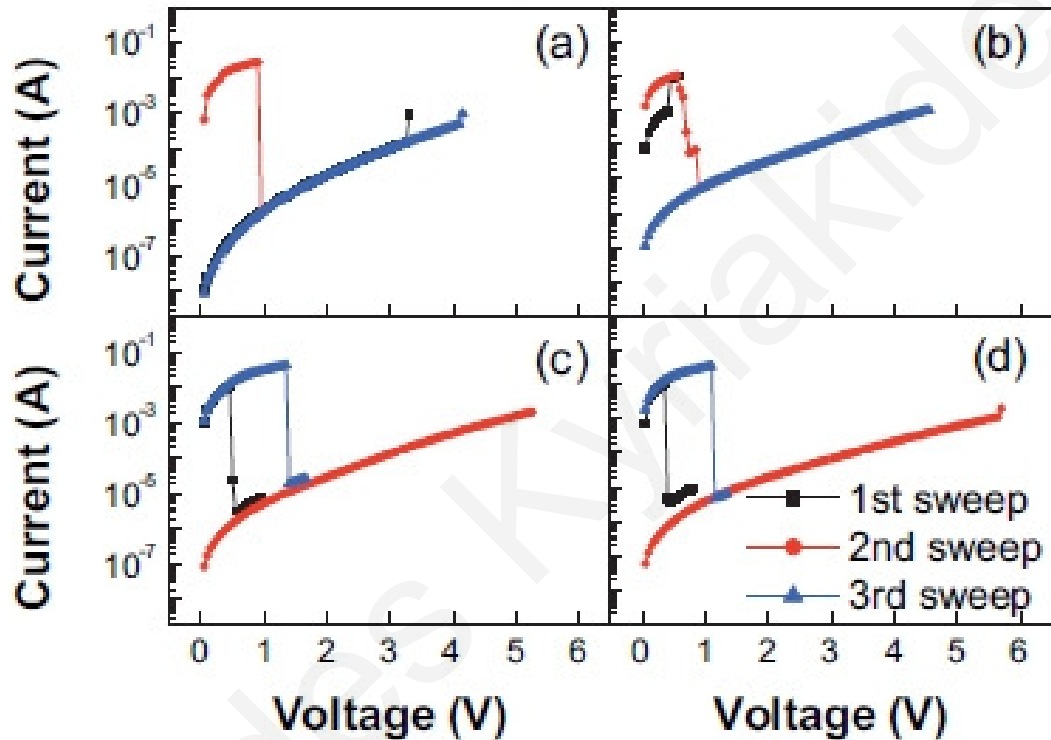 Current (A)
10⁻¹
10⁻³
10⁻⁵
10⁻⁷
(a)
(b)
Current (A)
10⁻¹
10⁻³
10⁻⁵
10⁻⁷
(c)
(d)
1st sweep
2nd sweep
3rd sweep
0 1 2 3 4 5 6
0 1 2 3 4 5 6
Voltage (V)
Voltage (V)